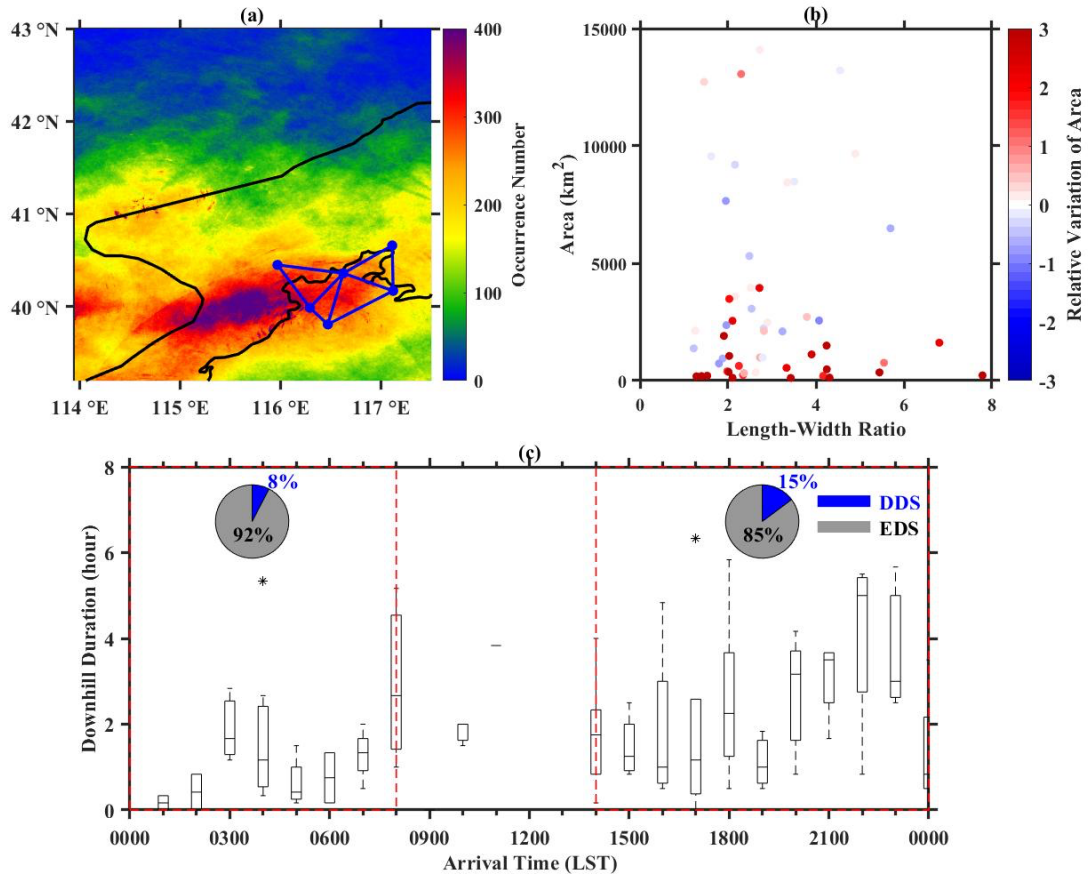 (a)
43 °N
42 °N
41 °N
40 °N
114 °E
115 °E
116 °E
117 °E
400
300
200
100
0
Occurrence Number
(b)
15000
10000
5000
0
Area (km²)
0
2
4
6
8
Length-Width Ratio
3
2
1
0
-1
-2
-3
Relative Variation of Area
(c)
8
6
4
2
0
Downhill Duration (hour)
8%
92%
15%
85%
DDS
EDS
0000
0300
0600
0900
1200
1500
1800
2100
0000
Arrival Time (LST)